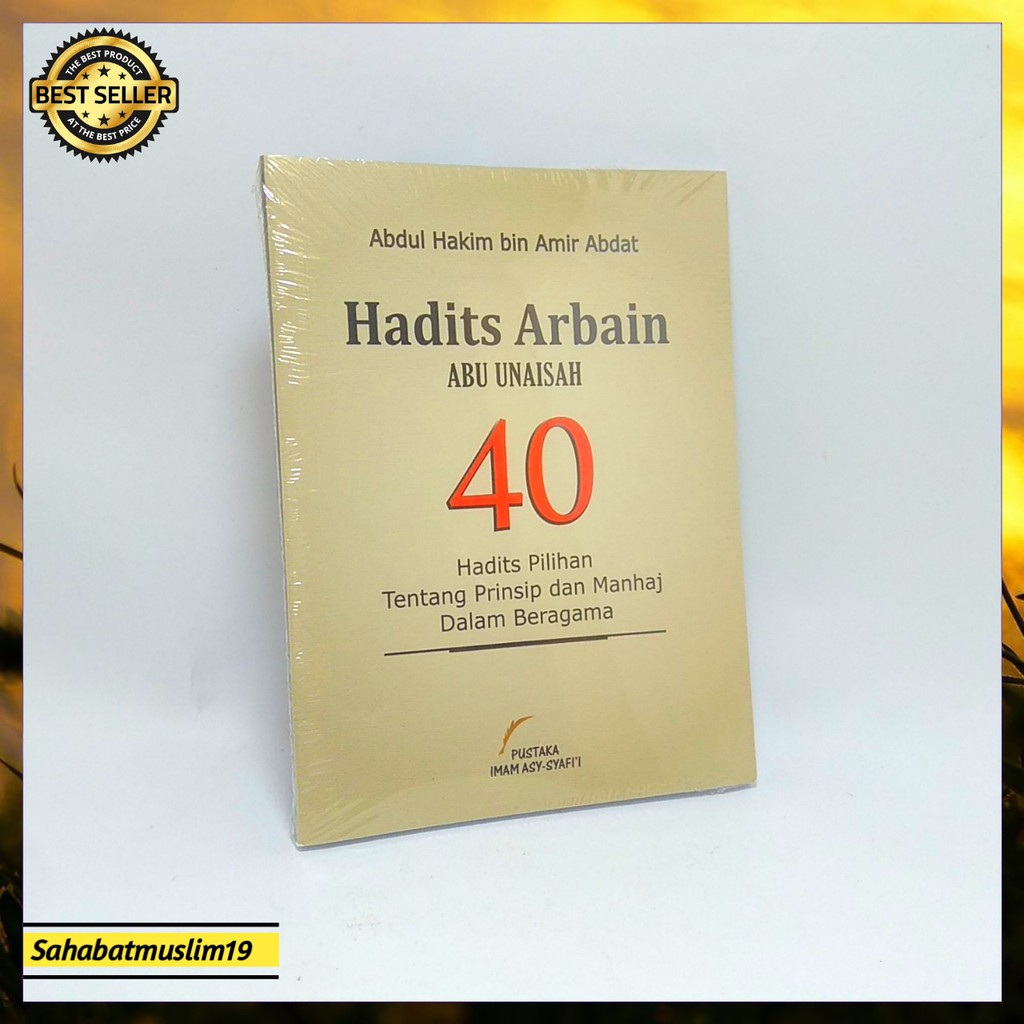 THE BEST PRODUCT
BEST SELLER
AT THE BEST PRICE
Abdul Hakim bin Amir Abdat
Hadits Arbain
ABU UNAISAH
40
Hadits Pilihan
Tentang Prinsip dan Manhaj
Dalam Beragama
PUSTAKA
IMAM ASY-SYAFI'I
Sahabatmuslim19